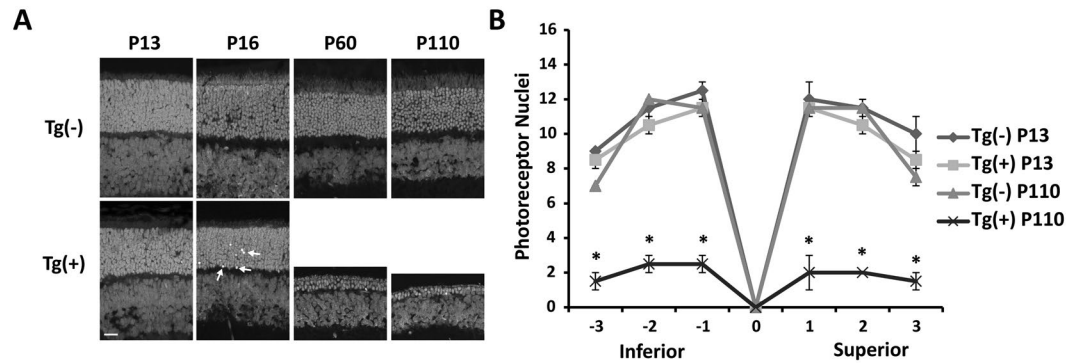 A
P13 P16 P60 P110
Tg(-)
Tg(+)
B
Photoreceptor Nuclei
16
14
12
10
8
6
4
2
0
* * * * * *
-3 -2 -1 0 1 2 3
Inferior Superior
Tg(-) P13
Tg(+) P13
Tg(-) P110
Tg(+) P110